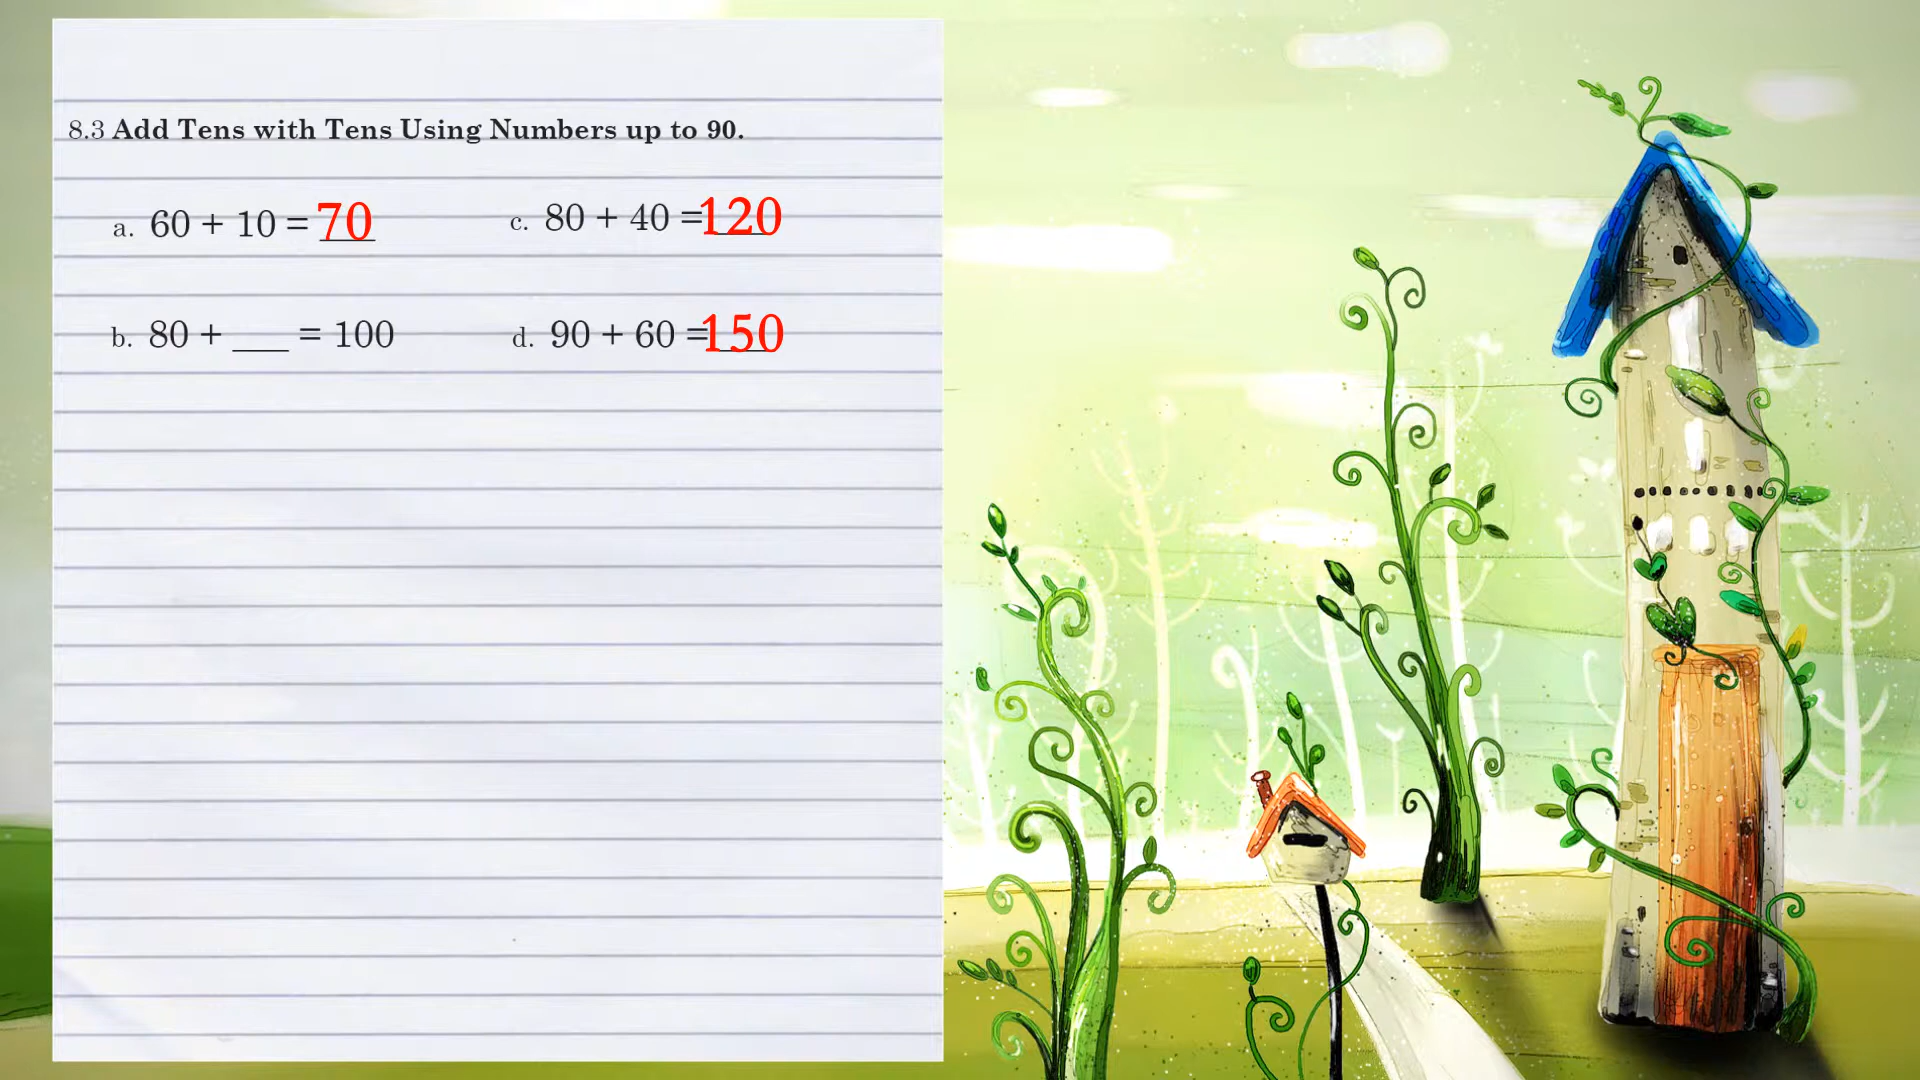 8.3 Add Tens with Tens Using Numbers up to 90.
a. 60 + 10 = 70
c. 80 + 40 = 120
b. 80 + ___ = 100
d. 90 + 60 = 150